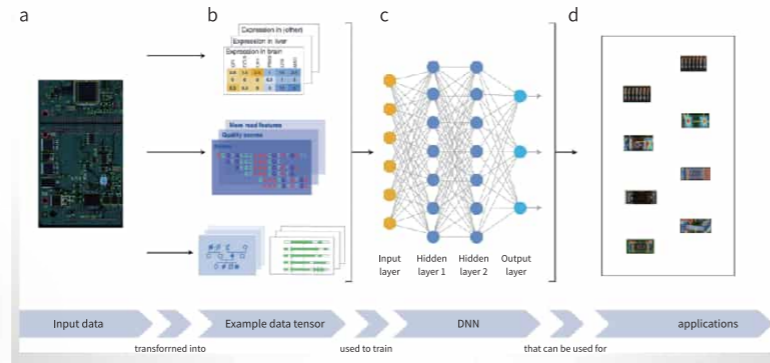 a
b
c
d
Expression in (other)
Expression in liver
Expression in brain
More read features
Quality scores
Input
layer
Hidden
layer 1
Hidden
layer 2
Output
layer
Input data
Example data tensor
DNN
applications
transforrned into
used to train
that can be used for